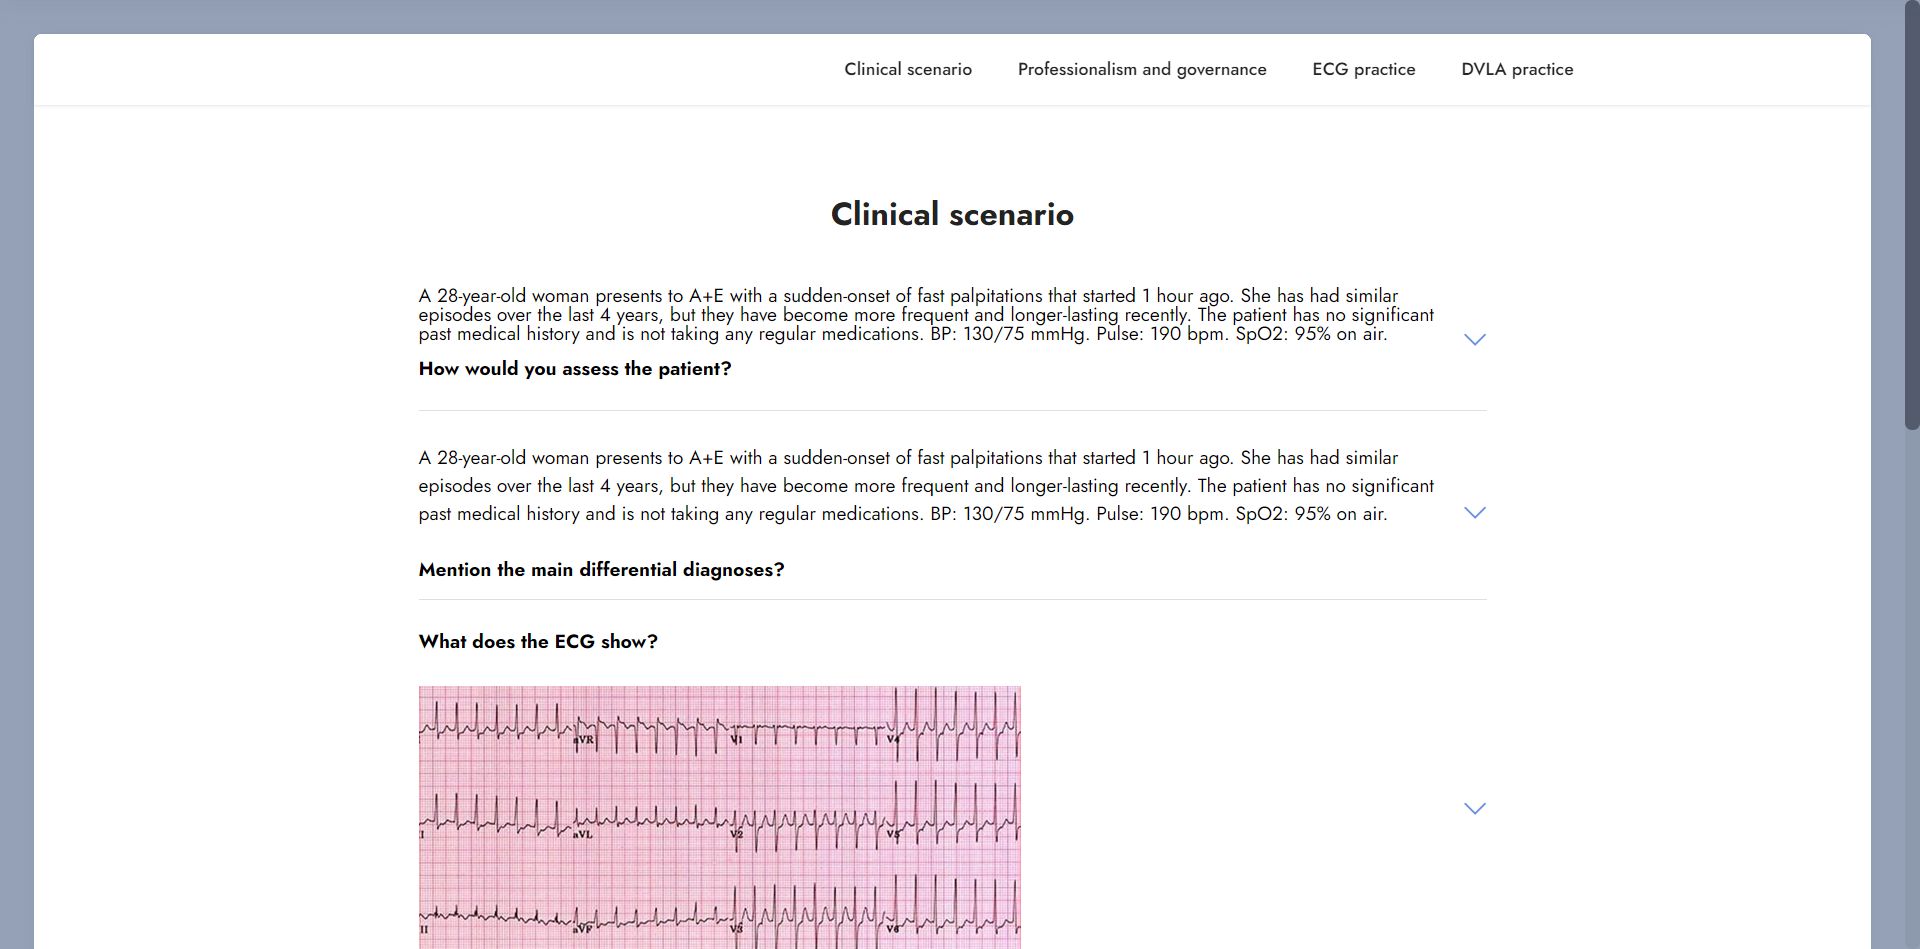 Clinical scenario
Professionalism and governance
ECG practice
DVLA practice
Clinical scenario
A 28-year-old woman presents to A+E with a sudden-onset of fast palpitations that started 1 hour ago. She has had similar
episodes over the last 4 years, but they have become more frequent and longer-lasting recently. The patient has no significant
past medical history and is not taking any regular medications. BP: 130/75 mmHg. Pulse: 190 bpm. SpO2: 95% on air.
How would you assess the patient?
A 28-year-old woman presents to A+E with a sudden-onset of fast palpitations that started 1 hour ago. She has had similar
episodes over the last 4 years, but they have become more frequent and longer-lasting recently. The patient has no significant
past medical history and is not taking any regular medications. BP: 130/75 mmHg. Pulse: 190 bpm. SpO2: 95% on air.
Mention the main differential diagnoses?
What does the ECG show?
aVR
V1
V4
I
aVL
V2
V5
II
aVF
V3
V6